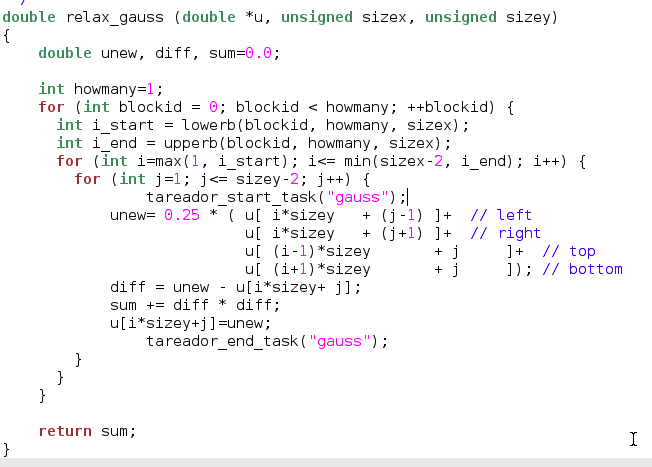 double relax_gauss (double *u, unsigned sizex, unsigned sizey)
{
    double unew, diff, sum=0.0;

    int howmany=1;
    for (int blockid = 0; blockid < howmany; ++blockid) {
      int i_start = lowerb(blockid, howmany, sizex);
      int i_end = upperb(blockid, howmany, sizex);
      for (int i=max(1, i_start); i<= min(sizex-2, i_end); i++) {
        for (int j=1; j<= sizey-2; j++) {
                tareador_start_task("gauss");
            unew= 0.25 * ( u[ i*sizey   + (j-1) ]+  // left
                           u[ i*sizey   + (j+1) ]+  // right
                           u[ (i-1)*sizey       + j     ]+  // top
                           u[ (i+1)*sizey       + j     ]); // bottom
            diff = unew - u[i*sizey+ j];
            sum += diff * diff;
            u[i*sizey+j]=unew;
                tareador_end_task("gauss");
        }
      }
    }

    return sum;
}